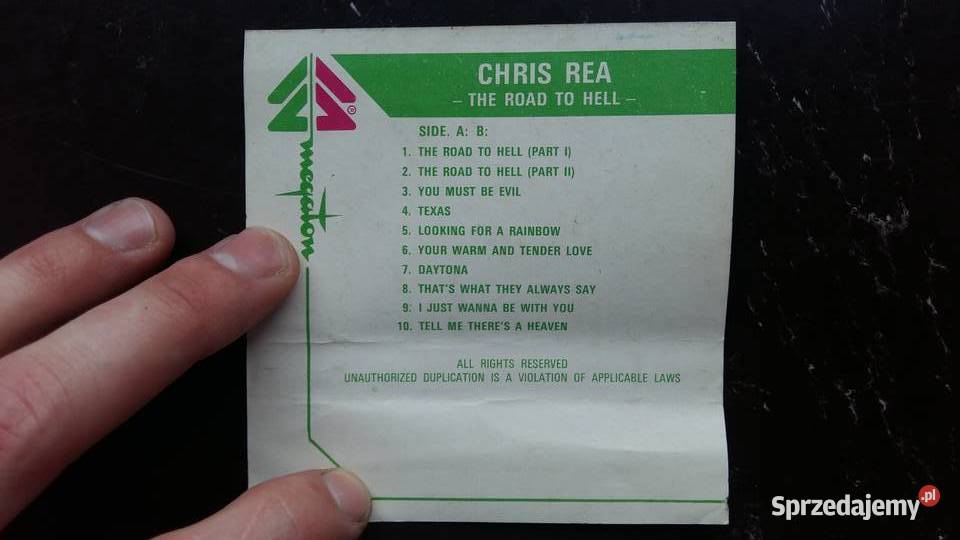 CHRIS REA
– THE ROAD TO HELL –
SIDE. A: B:
1. THE ROAD TO HELL (PART I)
2. THE ROAD TO HELL (PART II)
3. YOU MUST BE EVIL
4. TEXAS
5. LOOKING FOR A RAINBOW
6. YOUR WARM AND TENDER LOVE
7. DAYTONA
8. THAT'S WHAT THEY ALWAYS SAY
9. I JUST WANNA BE WITH YOU
10. TELL ME THERE'S A HEAVEN
ALL RIGHTS RESERVED
UNAUTHORIZED DUPLICATION IS A VIOLATION OF APPLICABLE LAWS
®
megaton
Sprzedajemy.pl